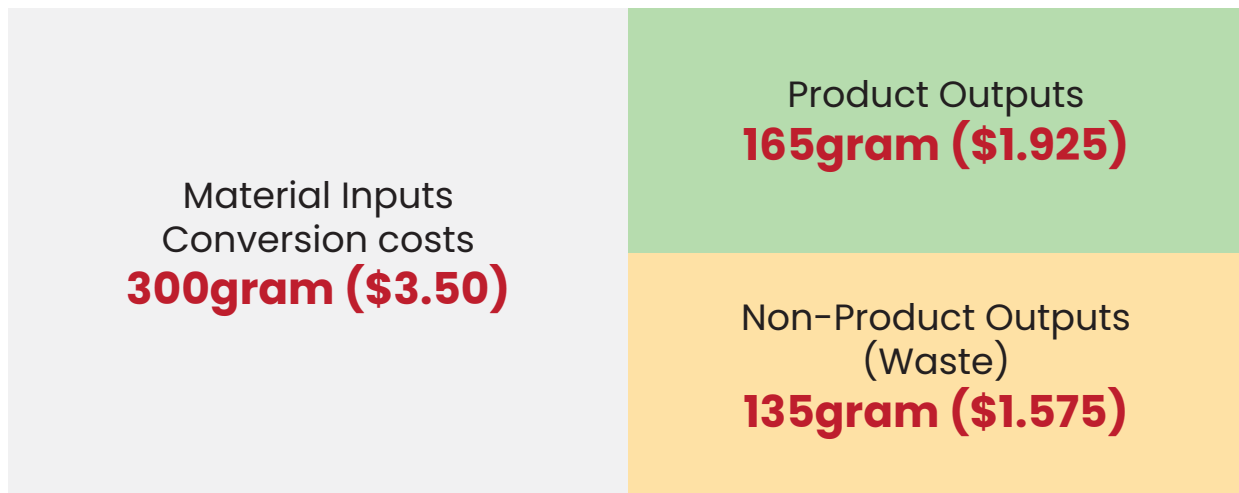 Material Inputs
Conversion costs
300gram ($3.50)
Product Outputs
165gram ($1.925)
Non-Product Outputs
(Waste)
135gram ($1.575)